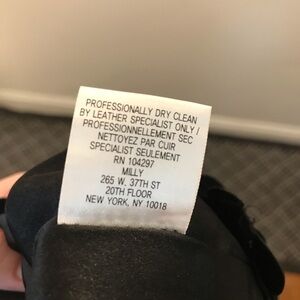 PROFESSIONALLY DRY CLEAN
BY LEATHER SPECIALIST ONLY /
PROFESSIONNELLEMENT SEC
NETTOYEZ PAR CUIR
SPECIALIST SEULEMENT
RN 104297
MILLY
265 W. 37TH ST
20TH FLOOR
NEW YORK, NY 10018